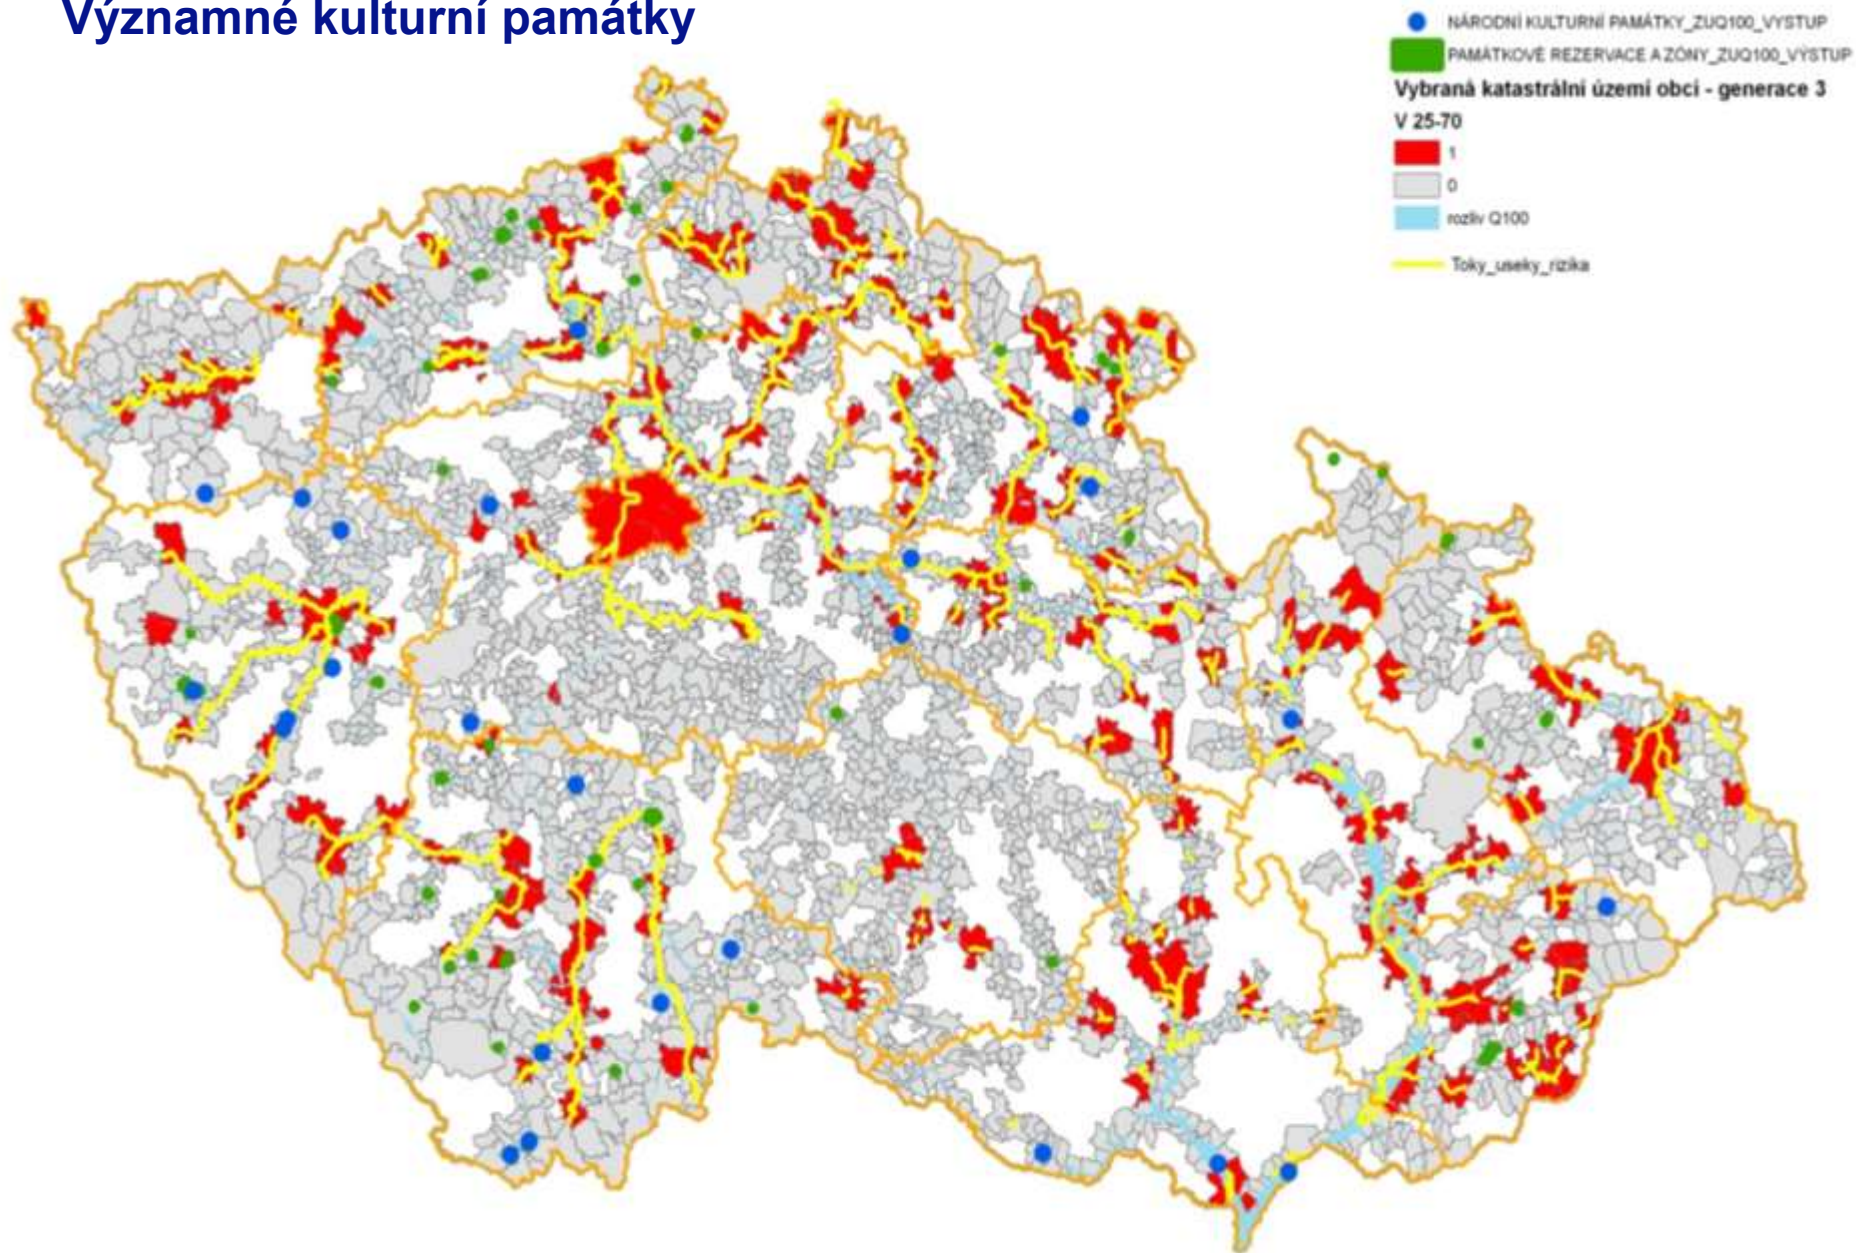 Významné kulturní památky
NÁRODNÍ KULTURNÍ PAMÁTKY_ZUQ100_VYSTUP
PAMÁTKOVÉ REZERVACE A ZÓNY_ZUQ100_VÝSTUP
Vybraná katastrální území obcí - generace 3
V 25-70
1
0
rozliv Q100
Toky_useky_rizika